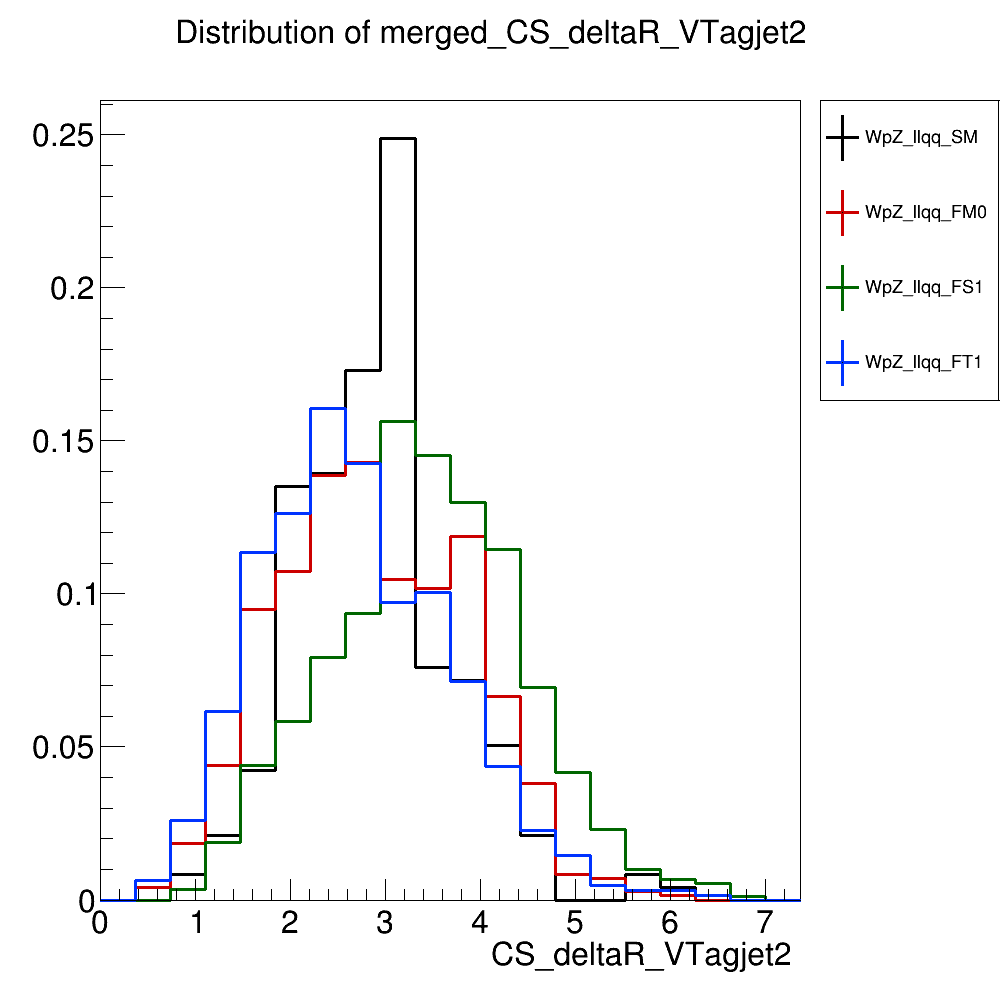 Distribution of merged_CS_deltaR_VTagjet2
0.25
0.2
0.15
0.1
0.05
0
0 1 2 3 4 5 6 7
CS_deltaR_VTagjet2
WpZ_llqq_SM
WpZ_llqq_FM0
WpZ_llqq_FS1
WpZ_llqq_FT1